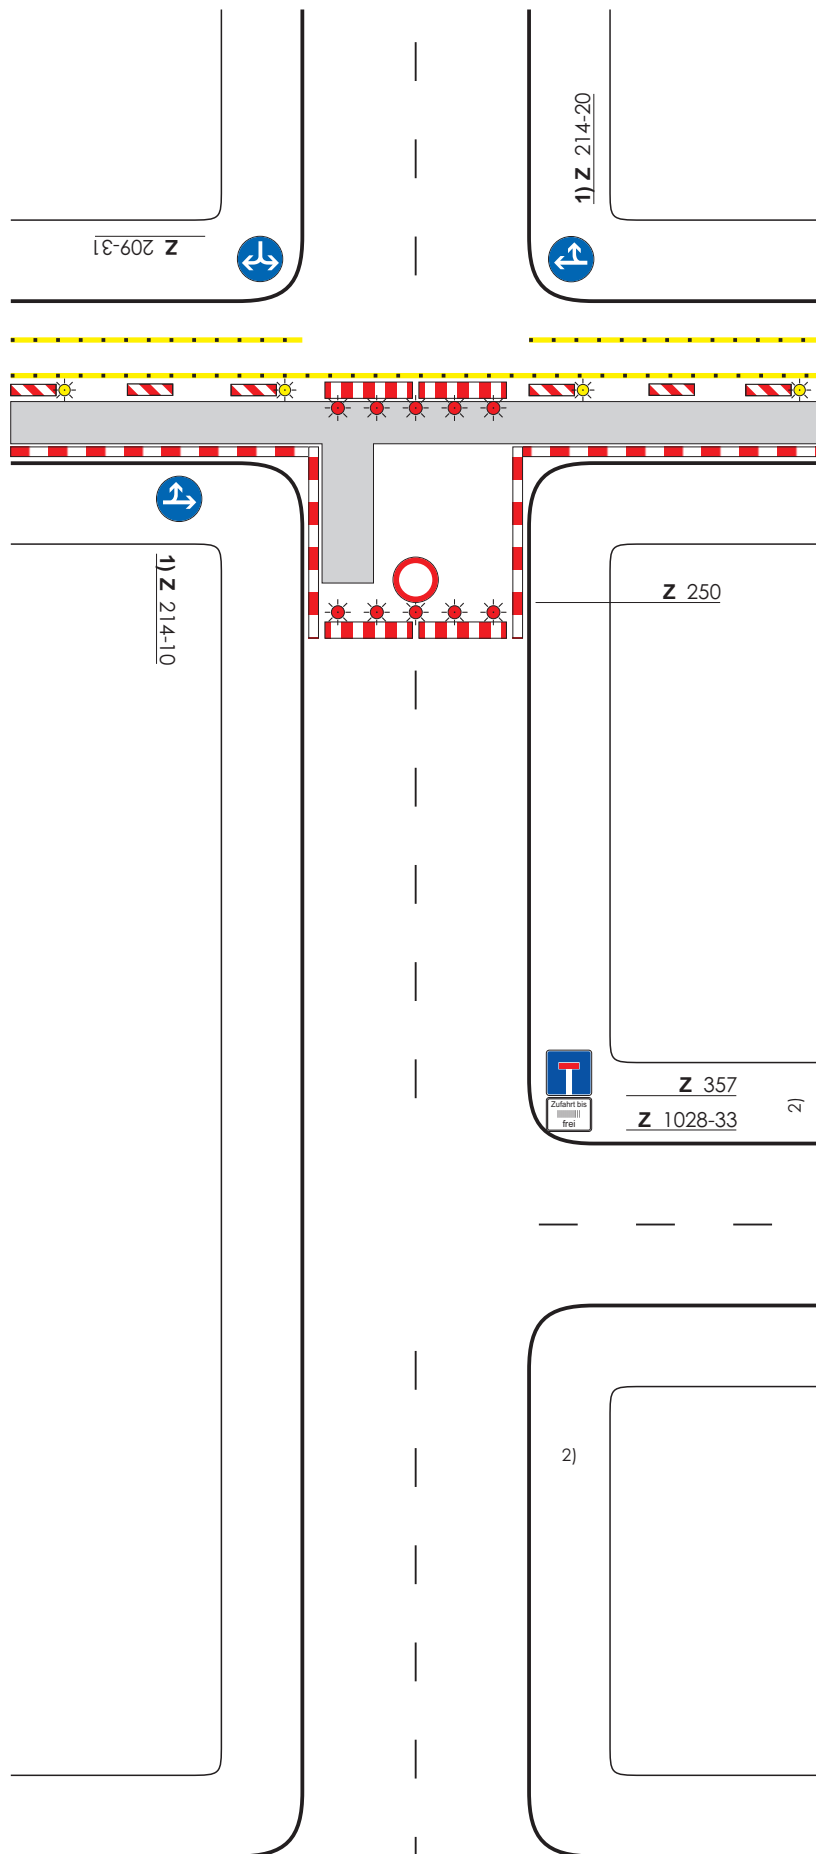 1) Z 214-20
Z 209-31
1) Z 214-10
Z 250
Z 357
Z 1028-33
2)
Zufahrt bis
frei
2)